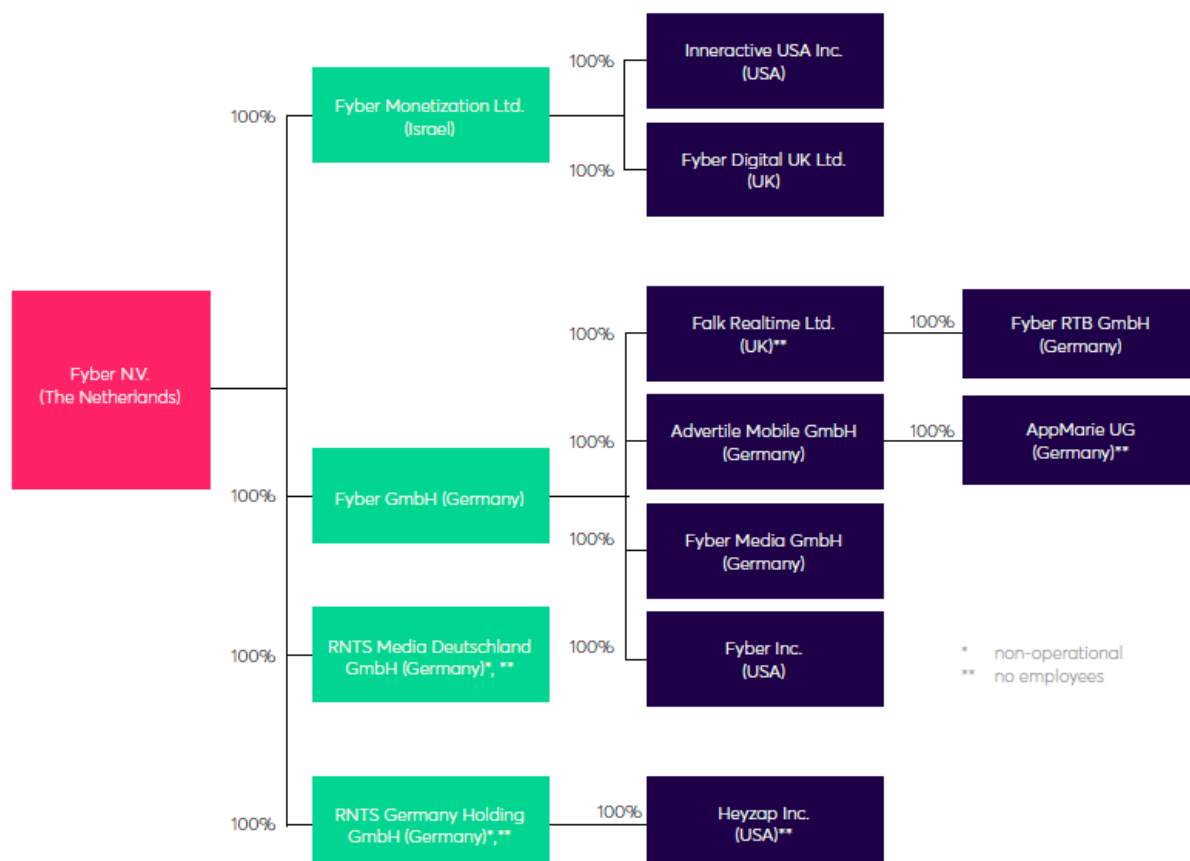 100%
Inneractive USA Inc.
(USA)
100%
Fyber Monetization Ltd.
(Israel)
100%
Fyber Digital UK Ltd.
(UK)
Fyber N.V.
(The Netherlands)
100%
Falk Realtime Ltd.
(UK)**
100%
Fyber RTB GmbH
(Germany)
100%
Advertile Mobile GmbH
(Germany)
100%
AppMarie UG
(Germany)**
100%
Fyber GmbH (Germany)
100%
Fyber Media GmbH
(Germany)
100%
RNTS Media Deutschland
GmbH (Germany)*, **
100%
Fyber Inc.
(USA)
* non-operational
** no employees
100%
RNTS Germany Holding
GmbH (Germany)*,**
100%
Heyzap Inc.
(USA)**